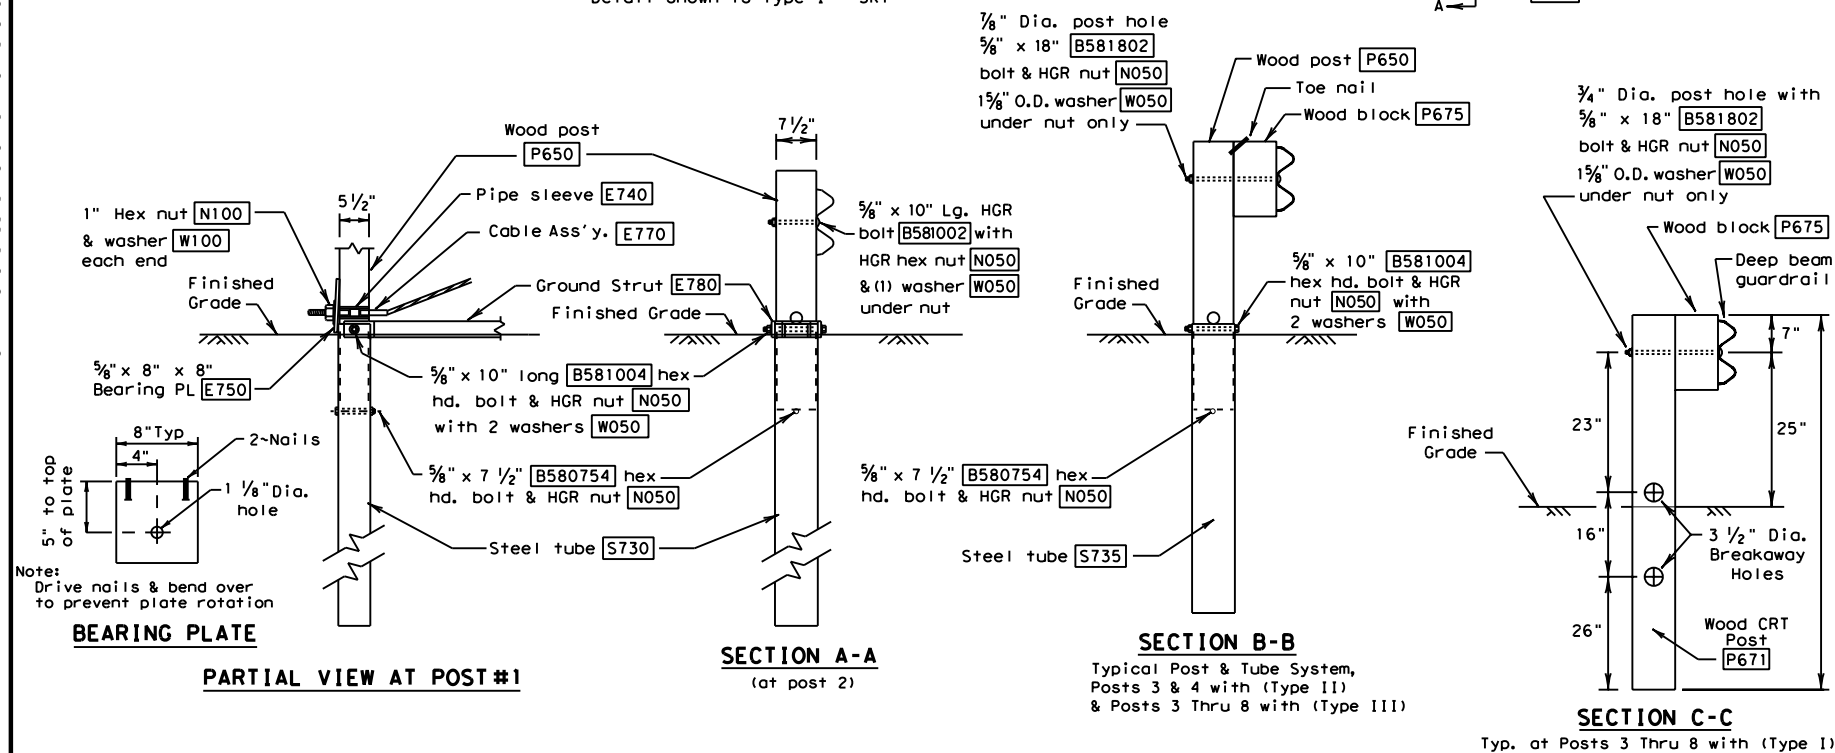 A
7/8" Dia. post hole
5/8" x 18" B581802
bolt & HGR nut N050
1 5/8" O.D. washer W050
under nut only
Wood post P650
Toe nail
Wood block P675
3/4" Dia. post hole with
5/8" x 18" B581802
bolt & HGR nut N050
1 5/8" O.D. washer W050
under nut only
Wood post
P650
7 1/2"
5 1/2"
Pipe sleeve E740
Cable Ass'y. E770
1" Hex nut N100
& washer W100
each end
Finished
Grade
Ground Strut E780
Finished Grade
5/8" x 10" Lg. HGR
bolt B581002 with
HGR hex nut N050
&(1) washer W050
under nut
5/8" x 8" x 8"
Bearing PL E750
5/8" x 10" long B581004 hex
hd. bolt & HGR nut N050
with 2 washers W050
5/8" x 7 1/2" B580754 hex
hd. bolt & HGR nut N050
Steel tube S730
8"Typ
4"
2~Nails
1 1/8"Dia.
hole
5" to top
of plate
Note:
Drive nails & bend over
to prevent plate rotation
BEARING PLATE
PARTIAL VIEW AT POST #1
SECTION A-A
(at post 2)
Finished
Grade
5/8" x 10" B581004
hex hd. bolt & HGR
nut N050 with
2 washers W050
5/8" x 7 1/2" B580754 hex
hd. bolt & HGR nut N050
Steel tube S735
SECTION B-B
Typical Post & Tube System,
Posts 3 & 4 with (Type II)
& Posts 3 Thru 8 with (Type III)
Wood block P675
Deep beam
guardrail
7"
23"
25"
Finished
Grade
16"
3 1/2" Dia.
Breakaway
Holes
26"
Wood CRT
Post
P671
SECTION C-C
Typ. at Posts 3 Thru 8 with (Type I)